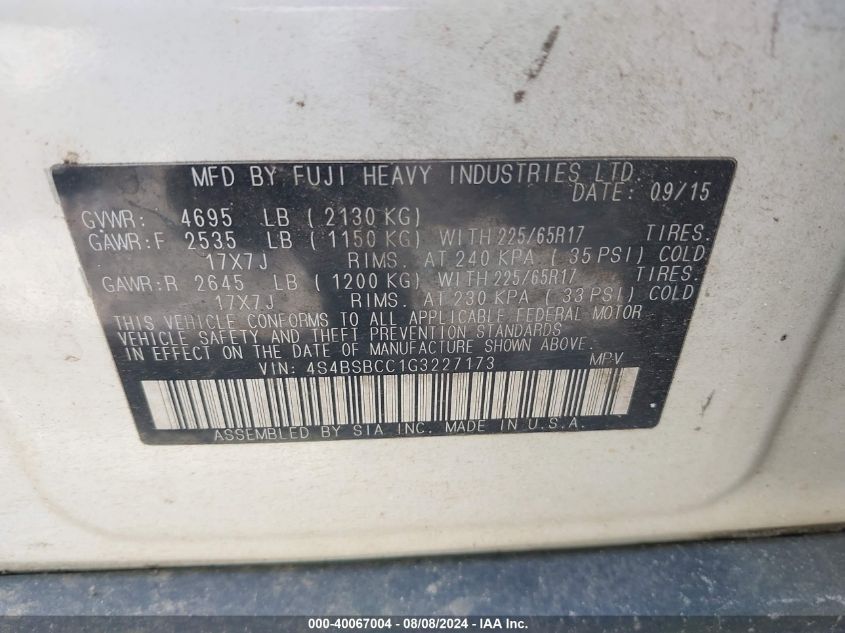 MFD BY FUJI HEAVY INDUSTRIES LTD.
DATE: 09/15
GVWR: 4695 LB ( 2130 KG)
GAWR:F 2535 LB ( 1150 KG) WITH 225/65R17 TIRES.
17X7J RIMS. AT 240 KPA ( 35 PSI) COLD
GAWR:R 2645 LB ( 1200 KG) WITH 225/65R17 TIRES.
17X7J RIMS. AT 230 KPA ( 33 PSI) COLD
THIS VEHICLE CONFORMS TO ALL APPLICABLE FEDERAL MOTOR
VEHICLE SAFETY AND THEFT PREVENTION STANDARDS
IN EFFECT ON THE DATE OF MANUFACTURE SHOWN ABOVE.
VIN: 4S4BSBCC1G3227173 MPV
ASSEMBLED BY SIA INC. MADE IN U.S.A.
000-40067004 - 08/08/2024 - IAA Inc.